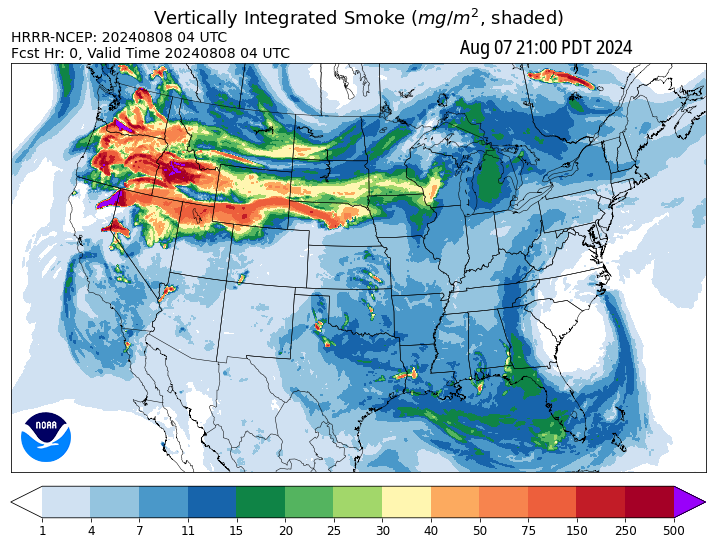 Vertically Integrated Smoke (mg/m², shaded)
HRRR-NCEP: 20240808 04 UTC
Fcst Hr: 0, Valid Time 20240808 04 UTC
Aug 07 21:00 PDT 2024
NOAA
1 4 7 11 15 20 25 30 40 50 75 150 250 500